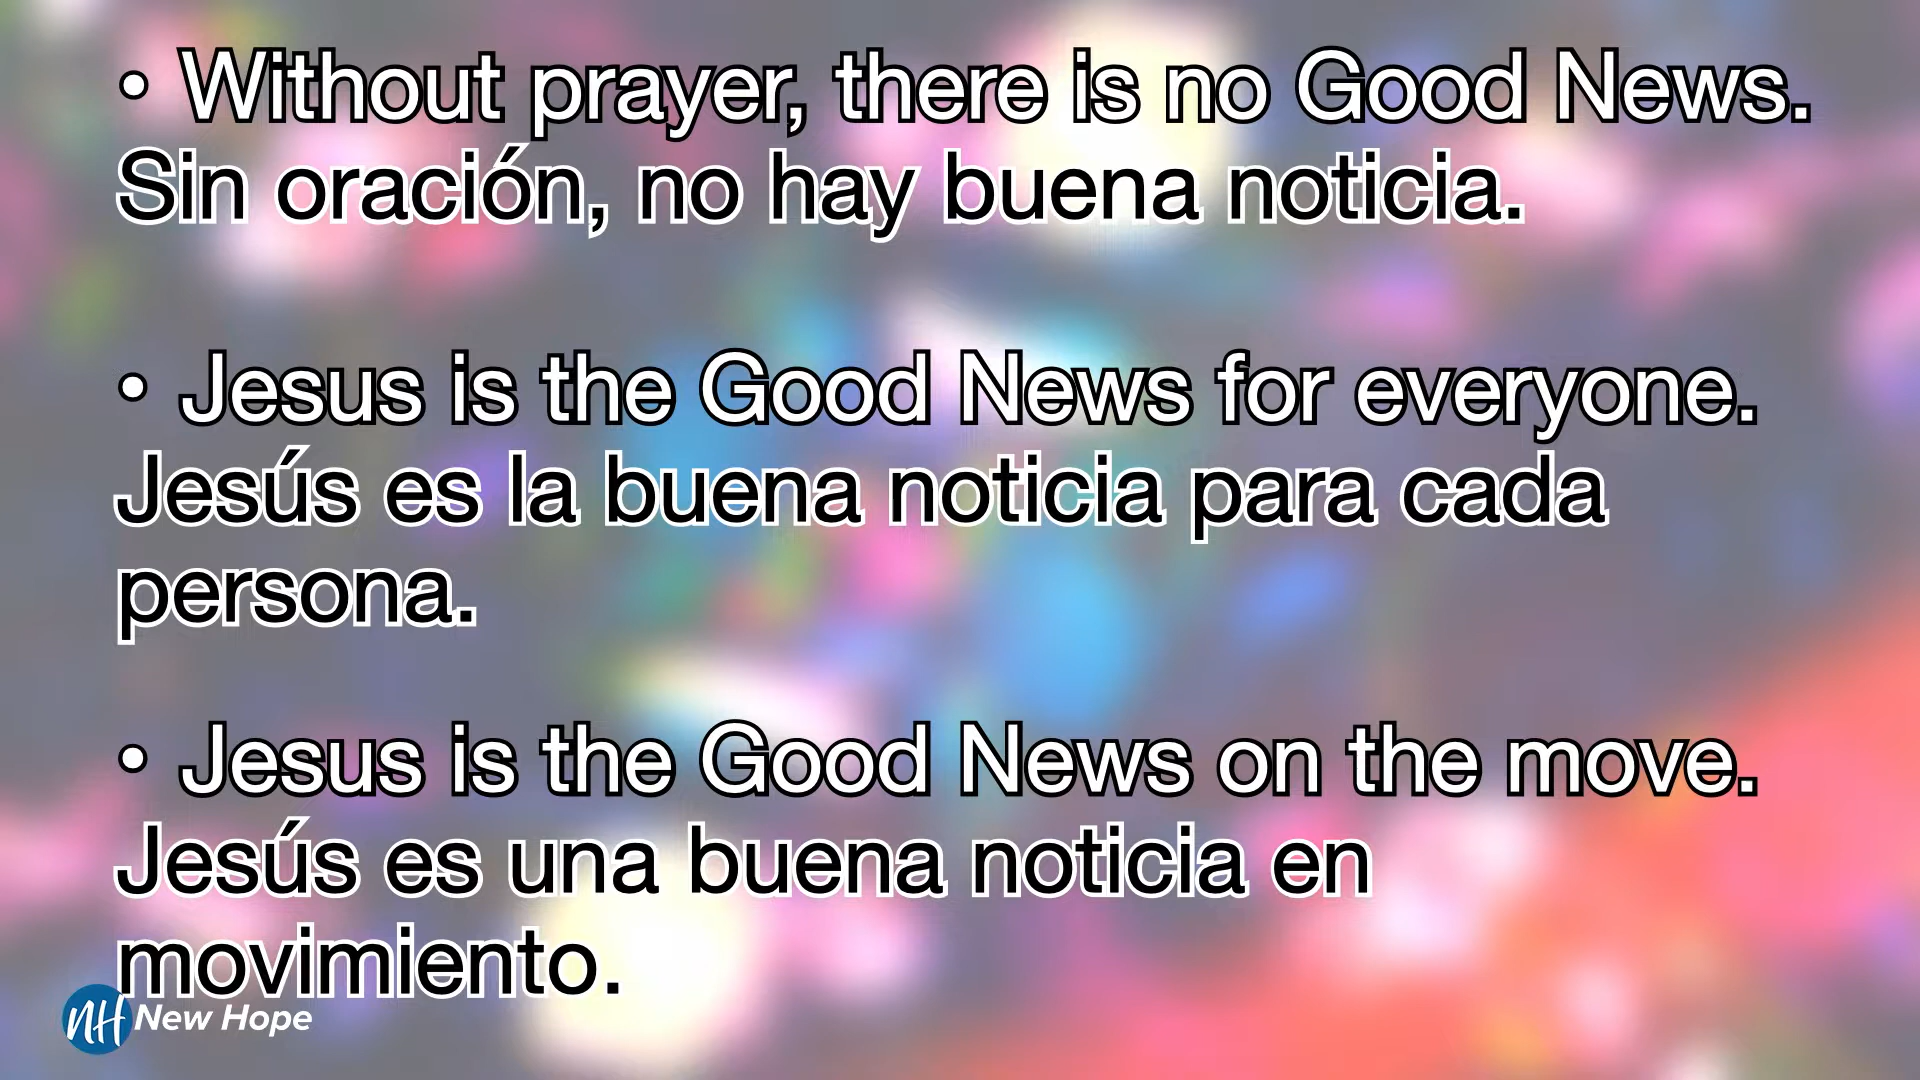 • Without prayer, there is no Good News.
Sin oración, no hay buena noticia.
• Jesus is the Good News for everyone.
Jesús es la buena noticia para cada
persona.
• Jesus is the Good News on the move.
Jesús es una buena noticia en
movimiento.
NH New Hope